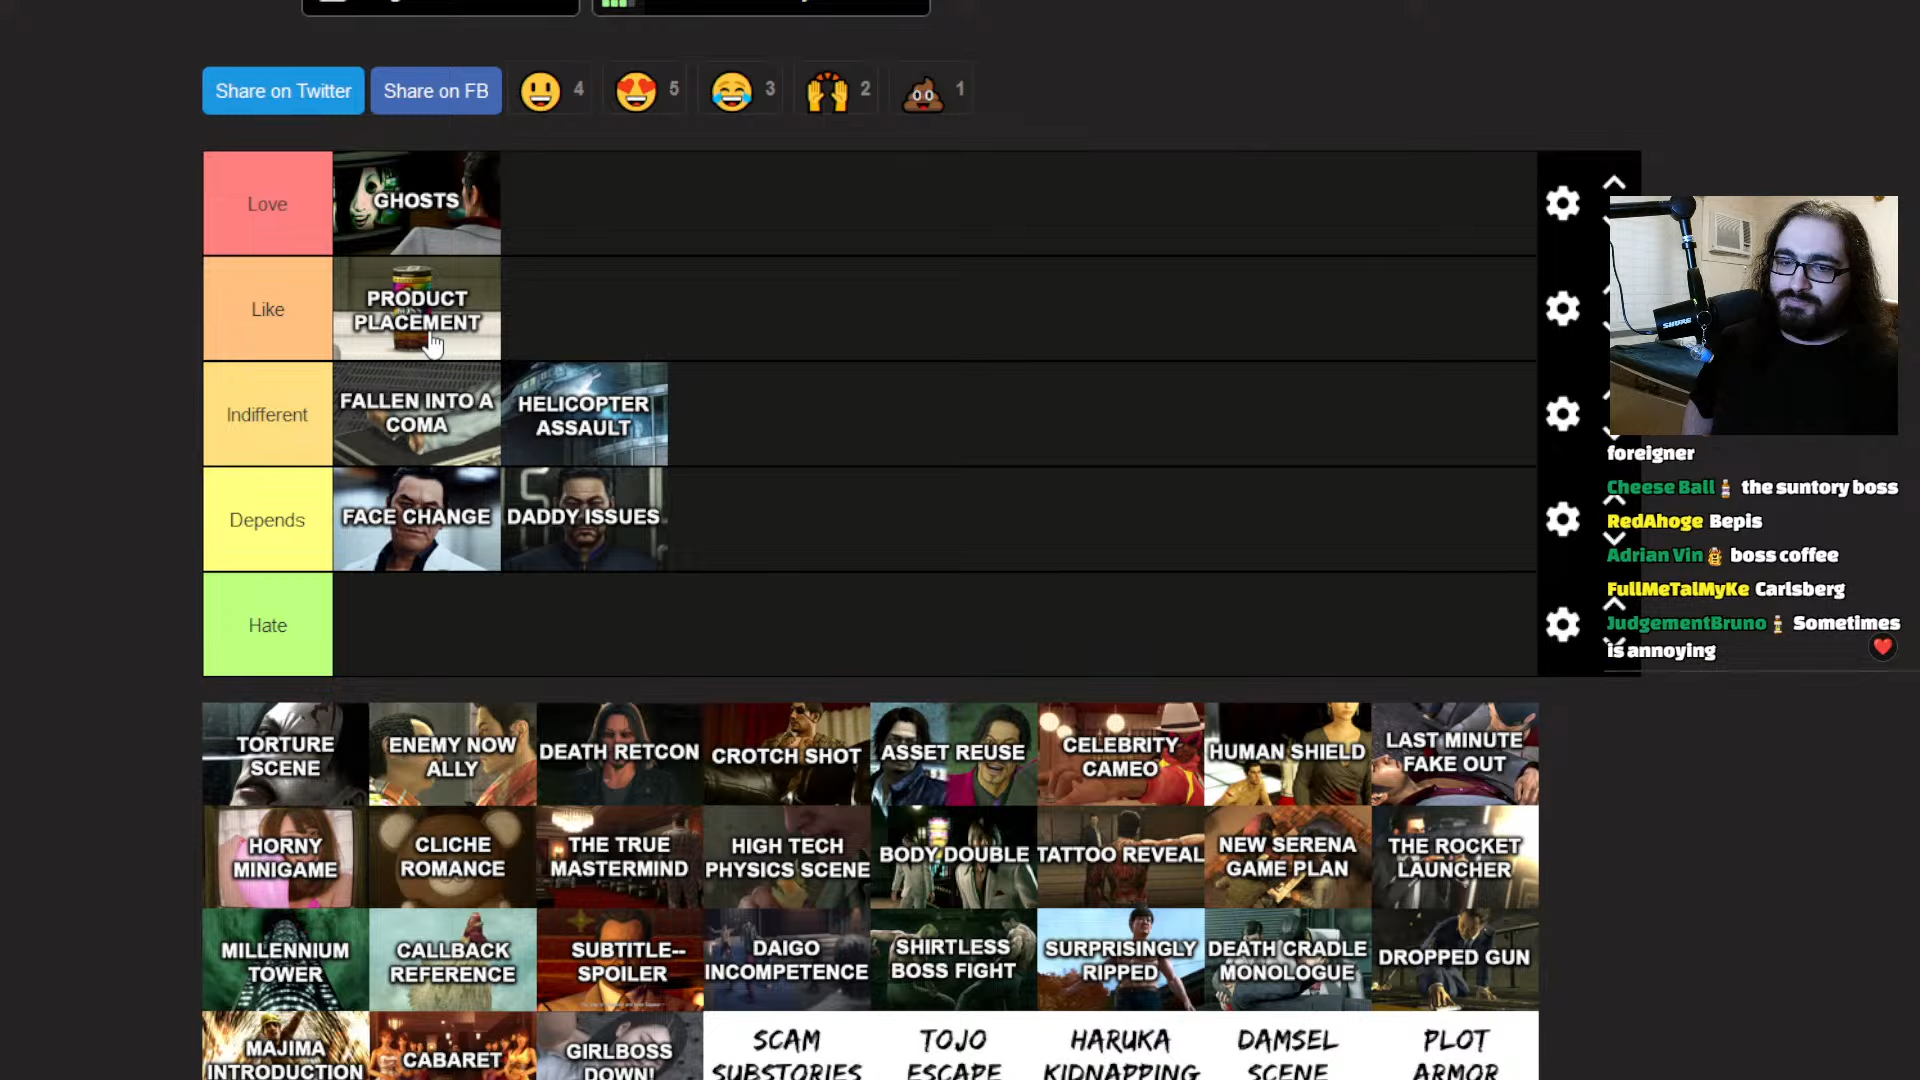 Share on Twitter
Share on FB
4
5
3
2
1
Love
GHOSTS
Like
PRODUCT
PLACEMENT
Indifferent
FALLEN INTO A
COMA
HELICOPTER
ASSAULT
Depends
FACE CHANGE
DADDY ISSUES
Hate
SHURE
foreigner
Cheese Ball the suntory boss
RedAhoge Bepis
Adrian Vin boss coffee
FullMeTalMyKe Carlsberg
JudgementBruno Sometimes
is annoying
TORTURE
SCENE
ENEMY NOW
ALLY
DEATH RETCON
CROTCH SHOT
ASSET REUSE
CELEBRITY
CAMEO
HUMAN SHIELD
LAST MINUTE
FAKE OUT
HORNY
MINIGAME
CLICHE
ROMANCE
THE TRUE
MASTERMIND
HIGH TECH
PHYSICS SCENE
BODY DOUBLE
TATTOO REVEAL
NEW SERENA
GAME PLAN
THE ROCKET
LAUNCHER
MILLENNIUM
TOWER
CALLBACK
REFERENCE
SUBTITLE--
SPOILER
DAIGO
INCOMPETENCE
SHIRTLESS
BOSS FIGHT
SURPRISINGLY
RIPPED
DEATH CRADLE
MONOLOGUE
DROPPED GUN
MAJIMA
INTRODUCTION
CABARET
GIRLBOSS
DOWN!
SCAM
SUBSTORIES
TOJO
ESCAPE
HARUKA
KIDNAPPING
DAMSEL
SCENE
PLOT
ARMOR